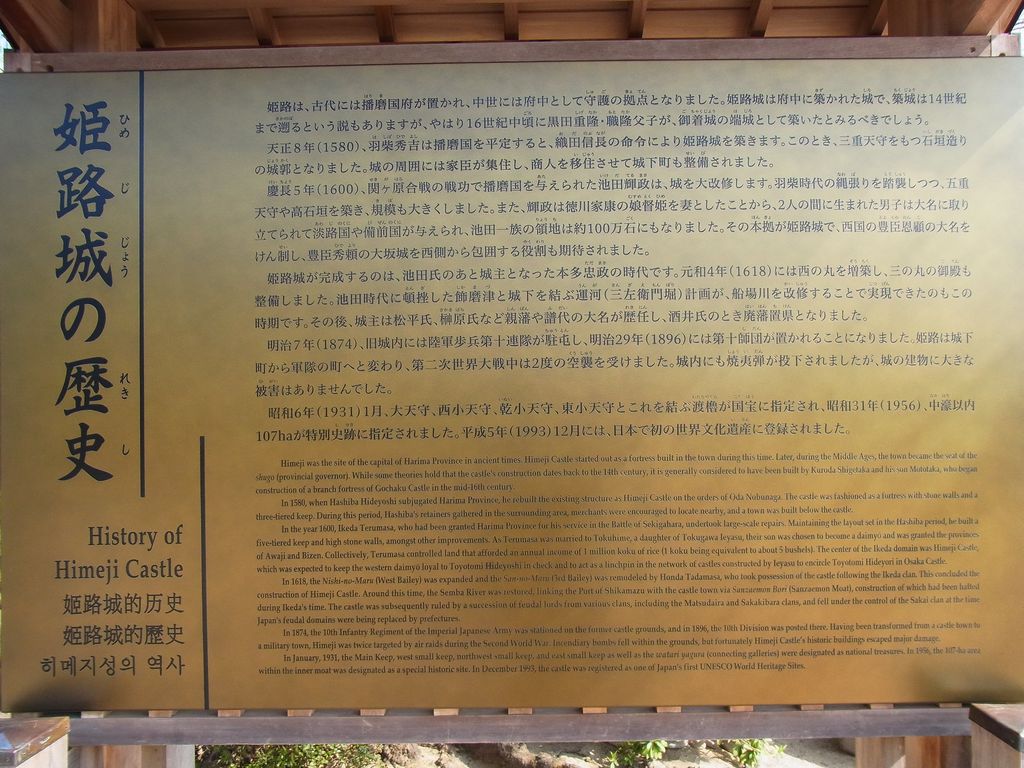 姫路城の歴史
ひめ じ じょう れき し
History of
Himeji Castle
姫路城的历史
姫路城的歷史
히메지성의 역사
姫路は、古代には播磨国府が置かれ、中世には府中として守護の拠点となりました。姫路城は府中に築かれた城で、築城は14世紀
まで遡るという説もありますが、やはり16世紀中頃に黒田重隆・職隆父子が、御着城の端城として築いたとみるべきでしょう。
天正8年(1580)、羽柴秀吉は播磨国を平定すると、織田信長の命令により姫路城を築きます。このとき、三重天守をもつ石垣造り
の城郭となりました。城の周囲には家臣が集住し、商人を移住させて城下町も整備されました。
慶長5年(1600)、関ヶ原合戦の戦功で播磨国を与えられた池田輝政は、城を大改修します。羽柴時代の縄張りを踏襲しつつ、五重
天守や高石垣を築き、規模も大きくしました。また、輝政は徳川家康の娘督姫を妻としたことから、2人の間に生まれた男子は大名に取り
立てられて淡路国や備前国が与えられ、池田一族の領地は約100万石にもなりました。その本拠が姫路城で、西国の豊臣恩顧の大名を
けん制し、豊臣秀頼の大坂城を西側から包囲する役割も期待されました。
姫路城が完成するのは、池田氏のあと城主となった本多忠政の時代です。元和4年(1618)には西の丸を増築し、三の丸の御殿も
整備しました。池田時代に頓挫した飾磨津と城下を結ぶ運河(三左衛門堀)計画が、船場川を改修することで実現できたのもこの
時期です。その後、城主は松平氏、榊原氏など親藩や譜代の大名が歴任し、酒井氏のとき廃藩置県となりました。
明治7年(1874)、旧城内には陸軍歩兵第十連隊が駐屯し、明治29年(1896)には第十師団が置かれることになりました。姫路は城下
町から軍隊の町へと変わり、第二次世界大戦中は2度の空襲を受けました。城内にも焼夷弾が投下されましたが、城の建物に大きな
被害はありませんでした。
昭和6年(1931)1月、大天守、西小天守、乾小天守、東小天守とこれを結ぶ渡櫓が国宝に指定され、昭和31年(1956)、中濠以内
107haが特別史跡に指定されました。平成5年(1993)12月には、日本で初の世界文化遺産に登録されました。
Himeji was the site of the capital of Harima Province in ancient times. Himeji Castle started out as a fortress built in the town during this time. Later, during the Middle Ages, the town became the seat of the
shugo (provincial governor). While some theories hold that the castle's construction dates back to the 14th century, it is generally considered to have been built by Kuroda Shigetaka and his son Mototaka, who began
construction of a branch fortress of Gochaku Castle in the mid-16th century.
In 1580, when Hashiba Hideyoshi subjugated Harima Province, he rebuilt the existing structure as Himeji Castle on the orders of Oda Nobunaga. The castle was fashioned as a fortress with stone walls and a
three-tiered keep. During this period, Hashiba's retainers gathered in the surrounding area, merchants were encouraged to locate nearby, and a town was built below the castle.
In the year 1600, Ikeda Terumasa, who had been granted Harima Province for his service in the Battle of Sekigahara, undertook large-scale repairs. Maintaining the layout set in the Hashiba period, he built a
five-tiered keep and high stone walls, amongst other improvements. As Terumasa was married to Tokuhime, a daughter of Tokugawa Ieyasu, their son was chosen to become a daimyō and was granted the provinces
of Awaji and Bizen. Collectively, Terumasa controlled land that afforded an annual income of 1 million koku of rice (1 koku being equivalent to about 5 bushels). The center of the Ikeda domain was Himeji Castle,
which was expected to keep the western daimyō loyal to Toyotomi Hideyoshi in check and to act as a linchpin in the network of castles constructed by Ieyasu to encircle Toyotomi Hideyori in Osaka Castle.
In 1618, the Nishi-no-Maru (West Bailey) was expanded and the San-no-Maru (3rd Bailey) was remodeled by Honda Tadamasa, who took possession of the castle following the Ikeda clan. This concluded the
construction of Himeji Castle. Around this time, the Semba River was restored, linking the Port of Shikamazu with the castle town via Sanzaemon Bori (Sanzaemon Moat), construction of which had been halted
during Ikeda's time. The castle was subsequently ruled by a succession of feudal lords from various clans, including the Matsudaira and Sakakibara clans, and fell under the control of the Sakai clan at the time
Japan's feudal domains were being replaced by prefectures.
In 1874, the 10th Infantry Regiment of the Imperial Japanese Army was stationed on the former castle grounds, and in 1896, the 10th Division was posted there. Having been transformed from a castle town to
a military town, Himeji was twice targeted by air raids during the Second World War. Incendiary bombs fell within the grounds, but fortunately Himeji Castle's historic buildings escaped major damage.
In January, 1931, the Main Keep, west small keep, northwest small keep, and east small keep as well as the watari yagura (connecting galleries) were designated as national treasures. In 1956, the 107-ha area
within the inner moat was designated as a special historic site. In December 1993, the castle was registered as one of Japan's first UNESCO World Heritage Sites.